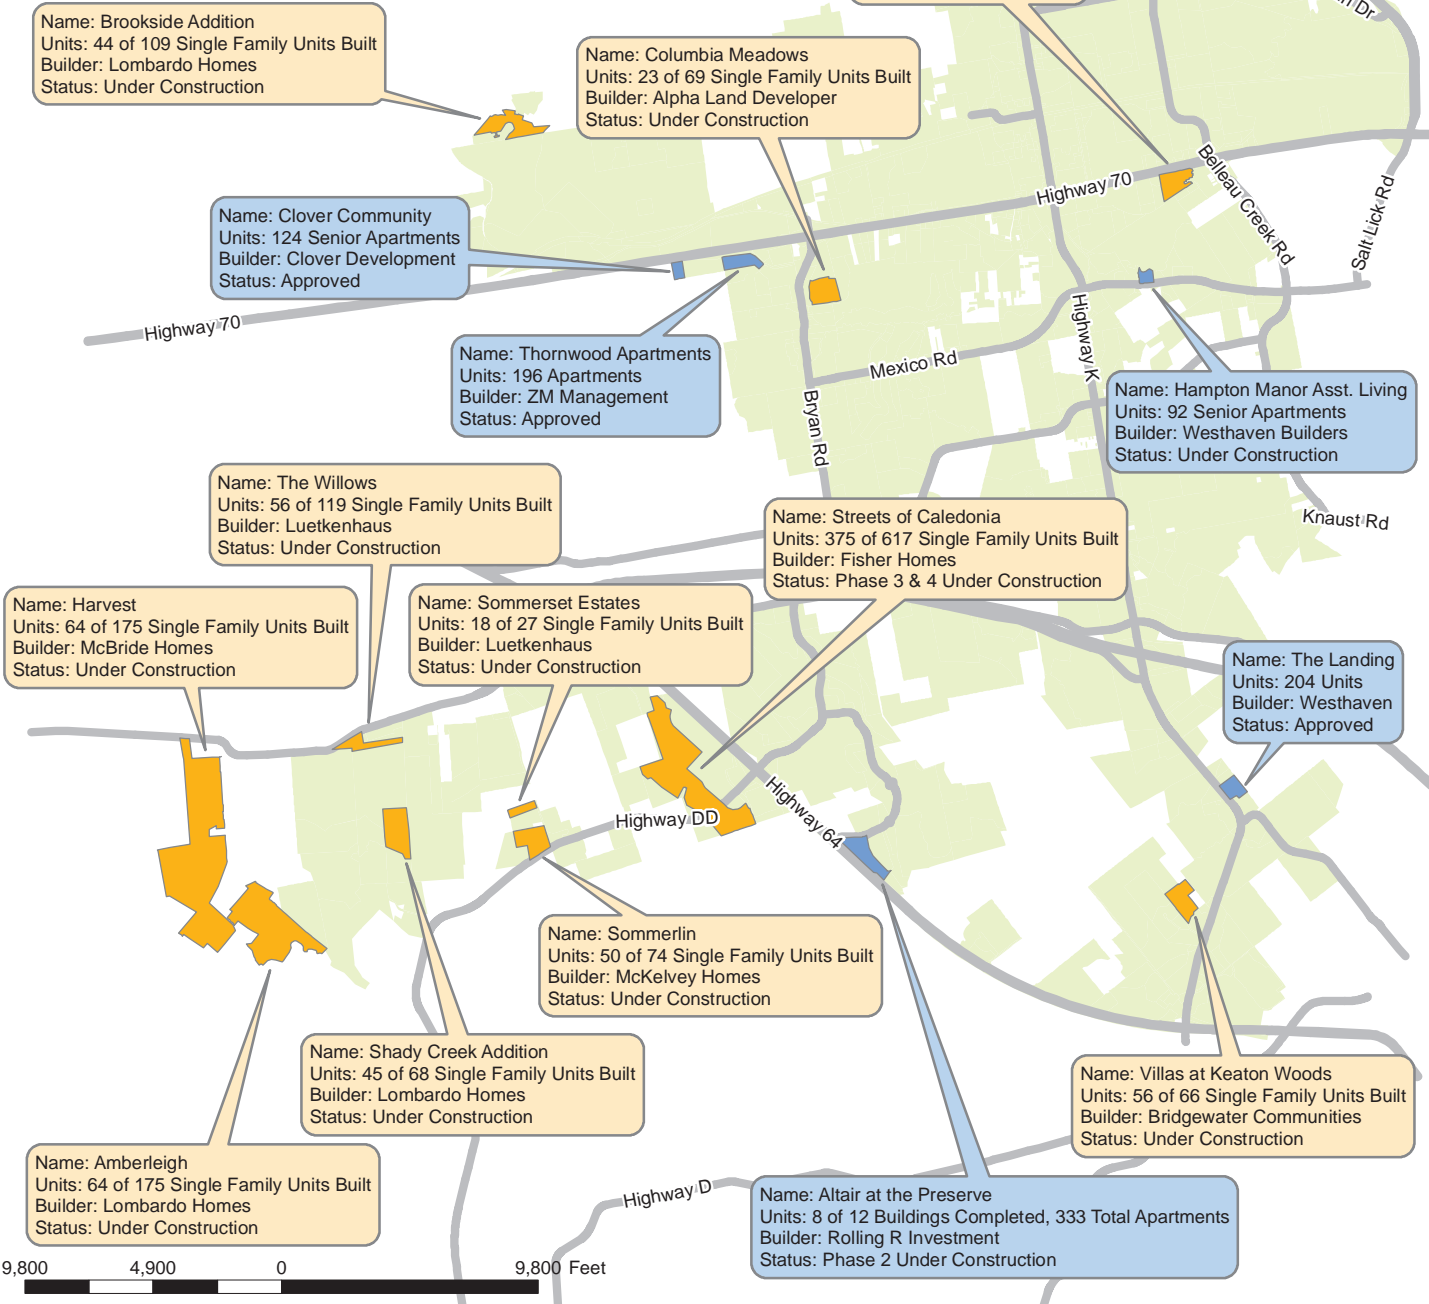 Name: Brookside Addition
Units: 44 of 109 Single Family Units Built
Builder: Lombardo Homes
Status: Under Construction
Name: Columbia Meadows
Units: 23 of 69 Single Family Units Built
Builder: Alpha Land Developer
Status: Under Construction
Dr
Belleau Creek Rd
Salt Lick Rd
Highway 70
Name: Clover Community
Units: 124 Senior Apartments
Builder: Clover Development
Status: Approved
Highway 70
Name: Thornwood Apartments
Units: 196 Apartments
Builder: ZM Management
Status: Approved
Mexico Rd
Highway K
Bryan Rd
Name: Hampton Manor Asst. Living
Units: 92 Senior Apartments
Builder: Westhaven Builders
Status: Under Construction
Knaust Rd
Name: The Willows
Units: 56 of 119 Single Family Units Built
Builder: Luetkenhaus
Status: Under Construction
Name: Streets of Caledonia
Units: 375 of 617 Single Family Units Built
Builder: Fisher Homes
Status: Phase 3 & 4 Under Construction
Name: Harvest
Units: 64 of 175 Single Family Units Built
Builder: McBride Homes
Status: Under Construction
Name: Sommerset Estates
Units: 18 of 27 Single Family Units Built
Builder: Luetkenhaus
Status: Under Construction
Name: The Landing
Units: 204 Units
Builder: Westhaven
Status: Approved
Highway DD
Highway 64
Name: Sommerlin
Units: 50 of 74 Single Family Units Built
Builder: McKelvey Homes
Status: Under Construction
Name: Shady Creek Addition
Units: 45 of 68 Single Family Units Built
Builder: Lombardo Homes
Status: Under Construction
Name: Villas at Keaton Woods
Units: 56 of 66 Single Family Units Built
Builder: Bridgewater Communities
Status: Under Construction
Name: Amberleigh
Units: 64 of 175 Single Family Units Built
Builder: Lombardo Homes
Status: Under Construction
Highway D
Name: Altair at the Preserve
Units: 8 of 12 Buildings Completed, 333 Total Apartments
Builder: Rolling R Investment
Status: Phase 2 Under Construction
9,800 4,900 0 9,800 Feet